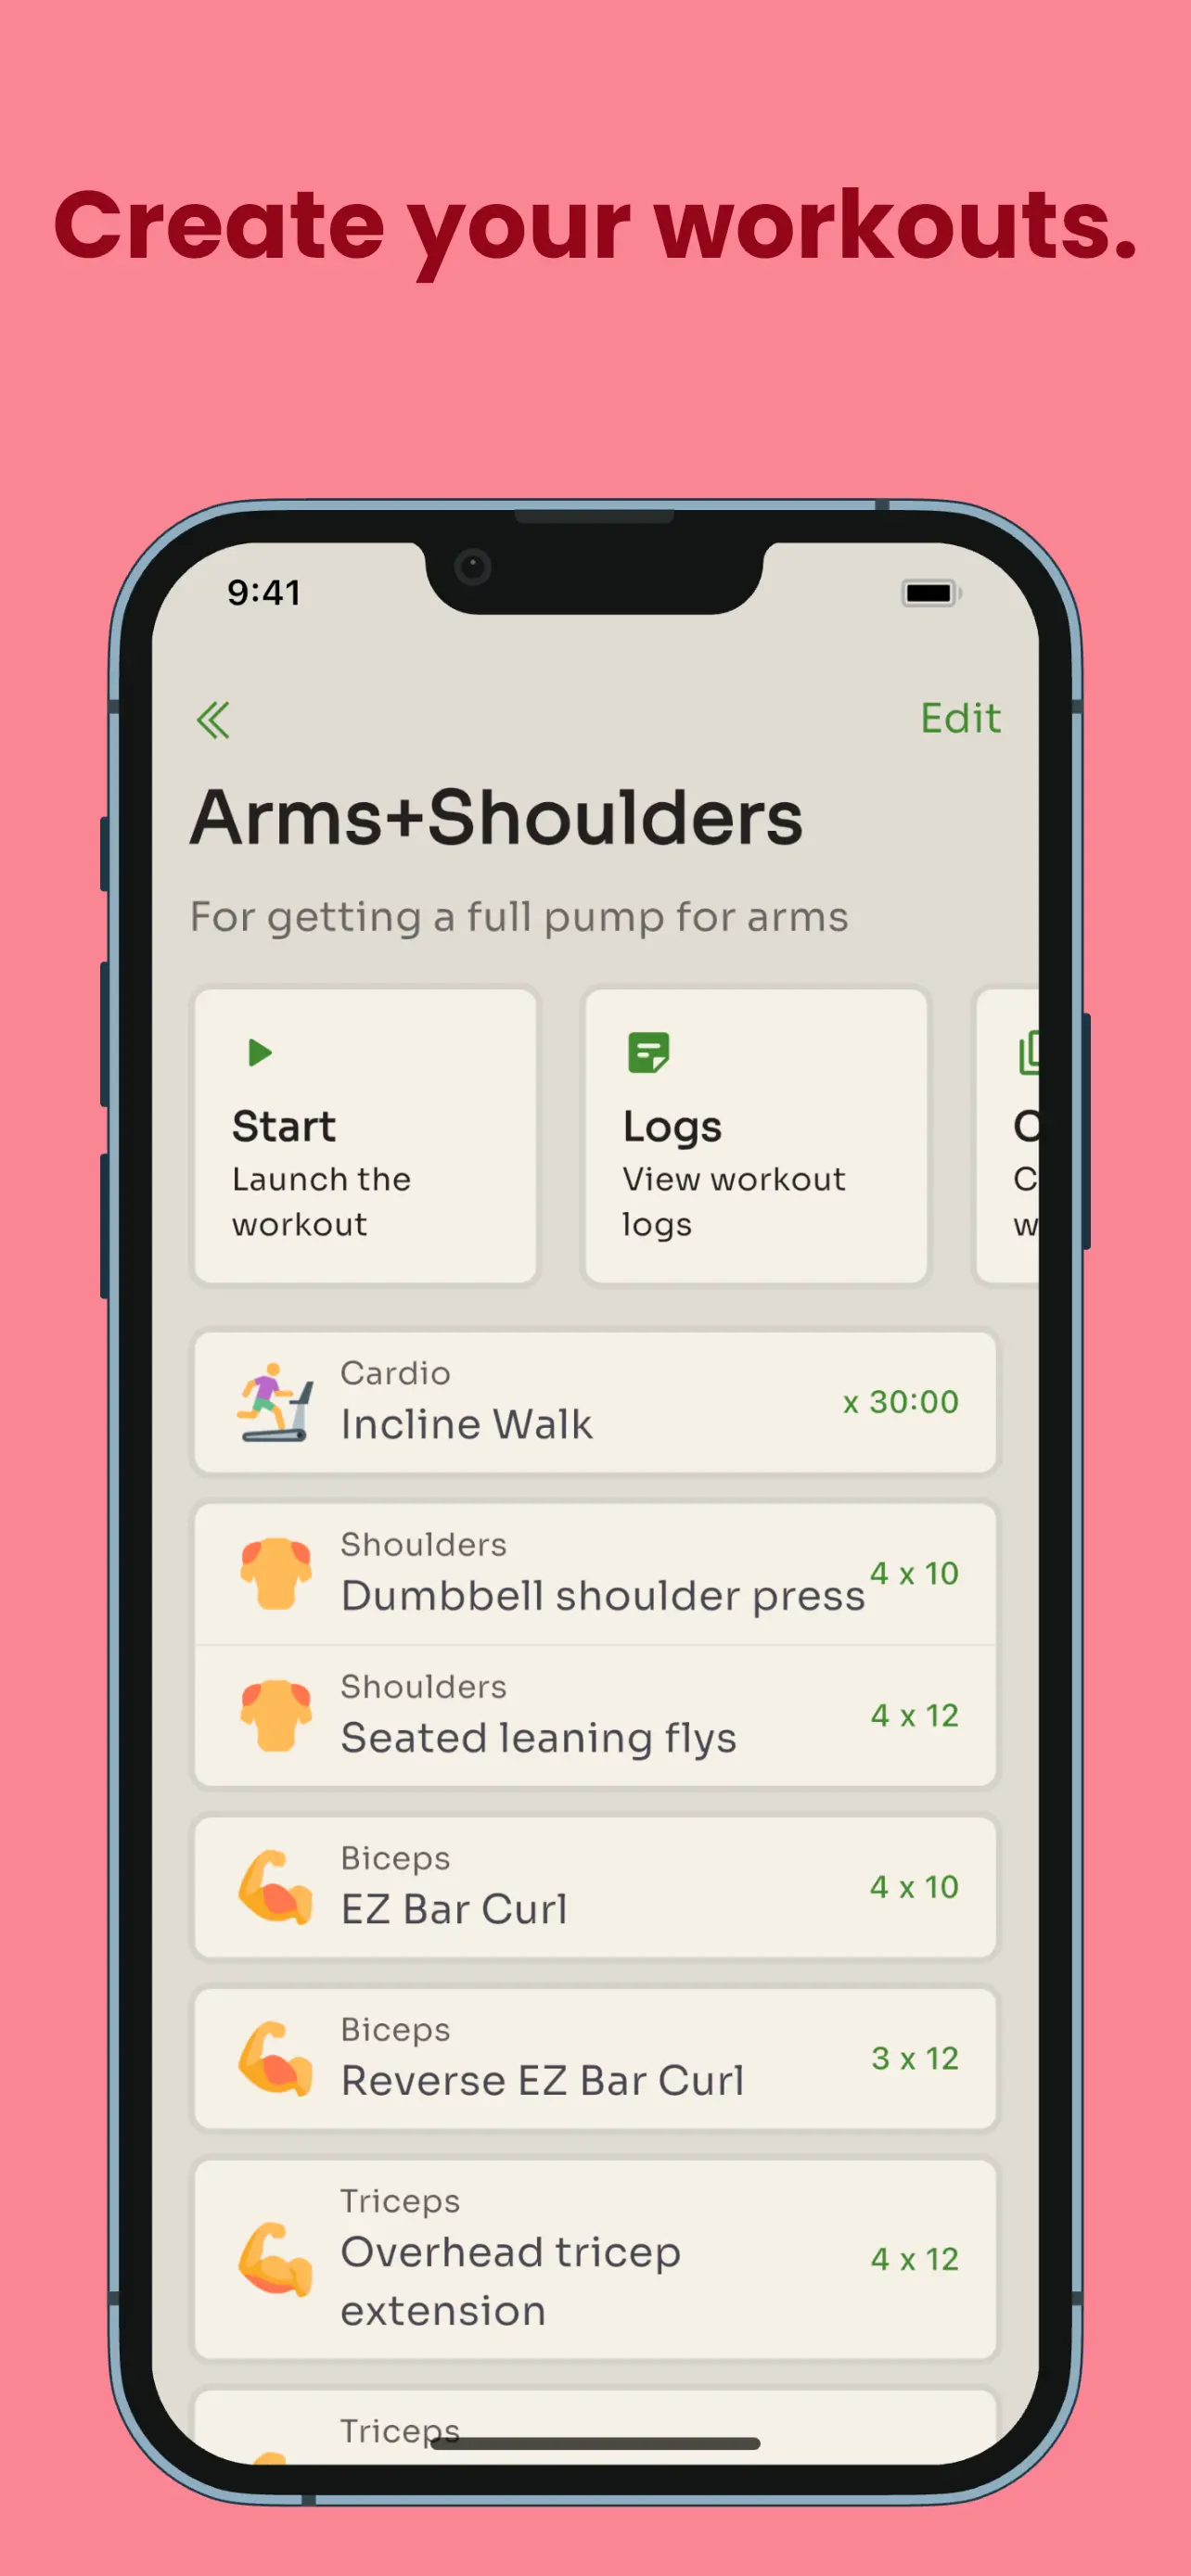 Create your workouts.
9:41
Edit
Arms+Shoulders
For getting a full pump for arms
Start
Launch the
workout
Logs
View workout
logs
Cardio
Incline Walk
x 30:00
Shoulders
Dumbbell shoulder press
4 x 10
Shoulders
Seated leaning flys
4 x 12
Biceps
EZ Bar Curl
4 x 10
Biceps
Reverse EZ Bar Curl
3 x 12
Triceps
Overhead tricep
extension
4 x 12
Triceps